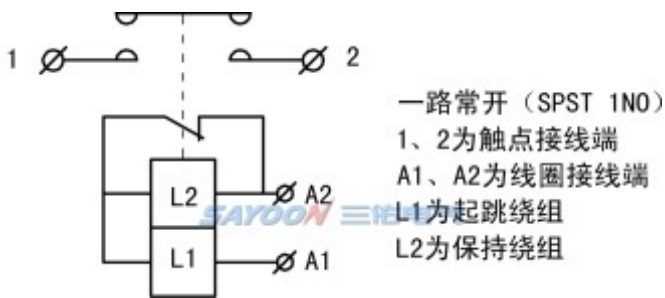 1
2
一路常开（SPST 1NO）
1、2为触点接线端
A1、A2为线圈接线端
L1为起跳绕组
L2为保持绕组
L2
A2
L1
A1
SAYOON 三佑